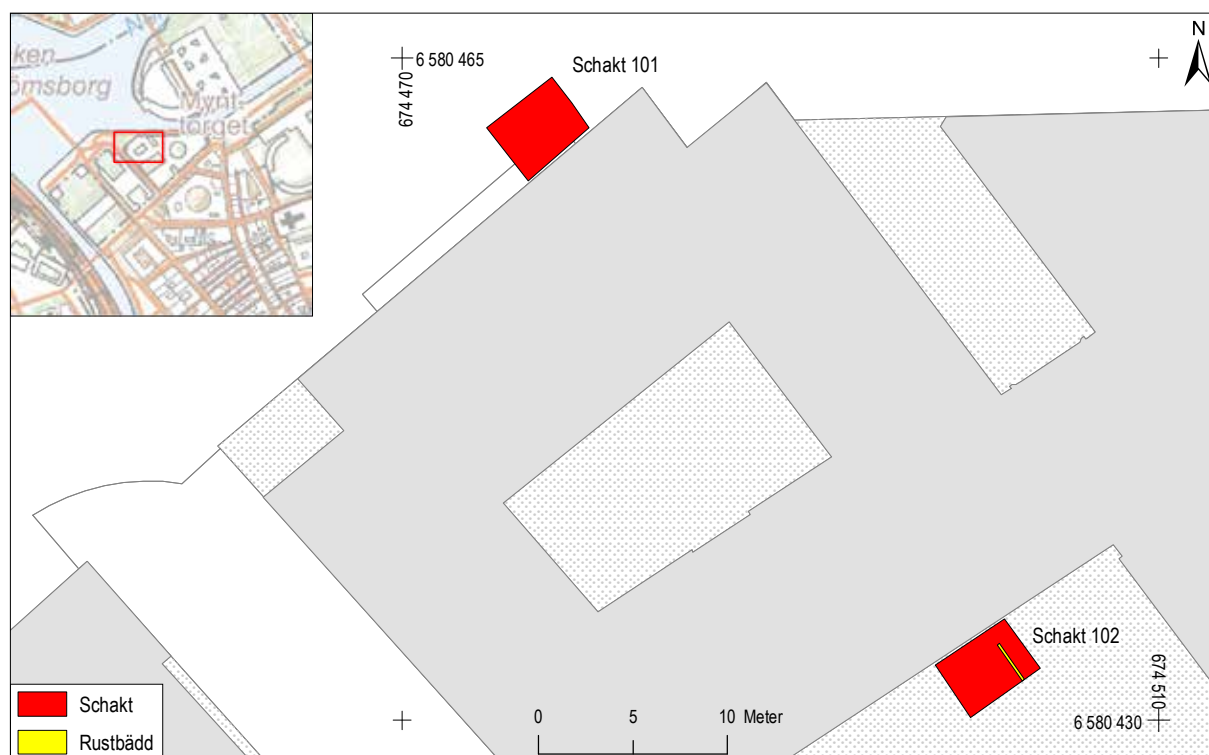 ken
ömsborg
Mynt-
torget
6 580 465
674 470
Schakt 101
N
Schakt 102
674 510
6 580 430
0 5 10 Meter
Schakt
Rustbädd